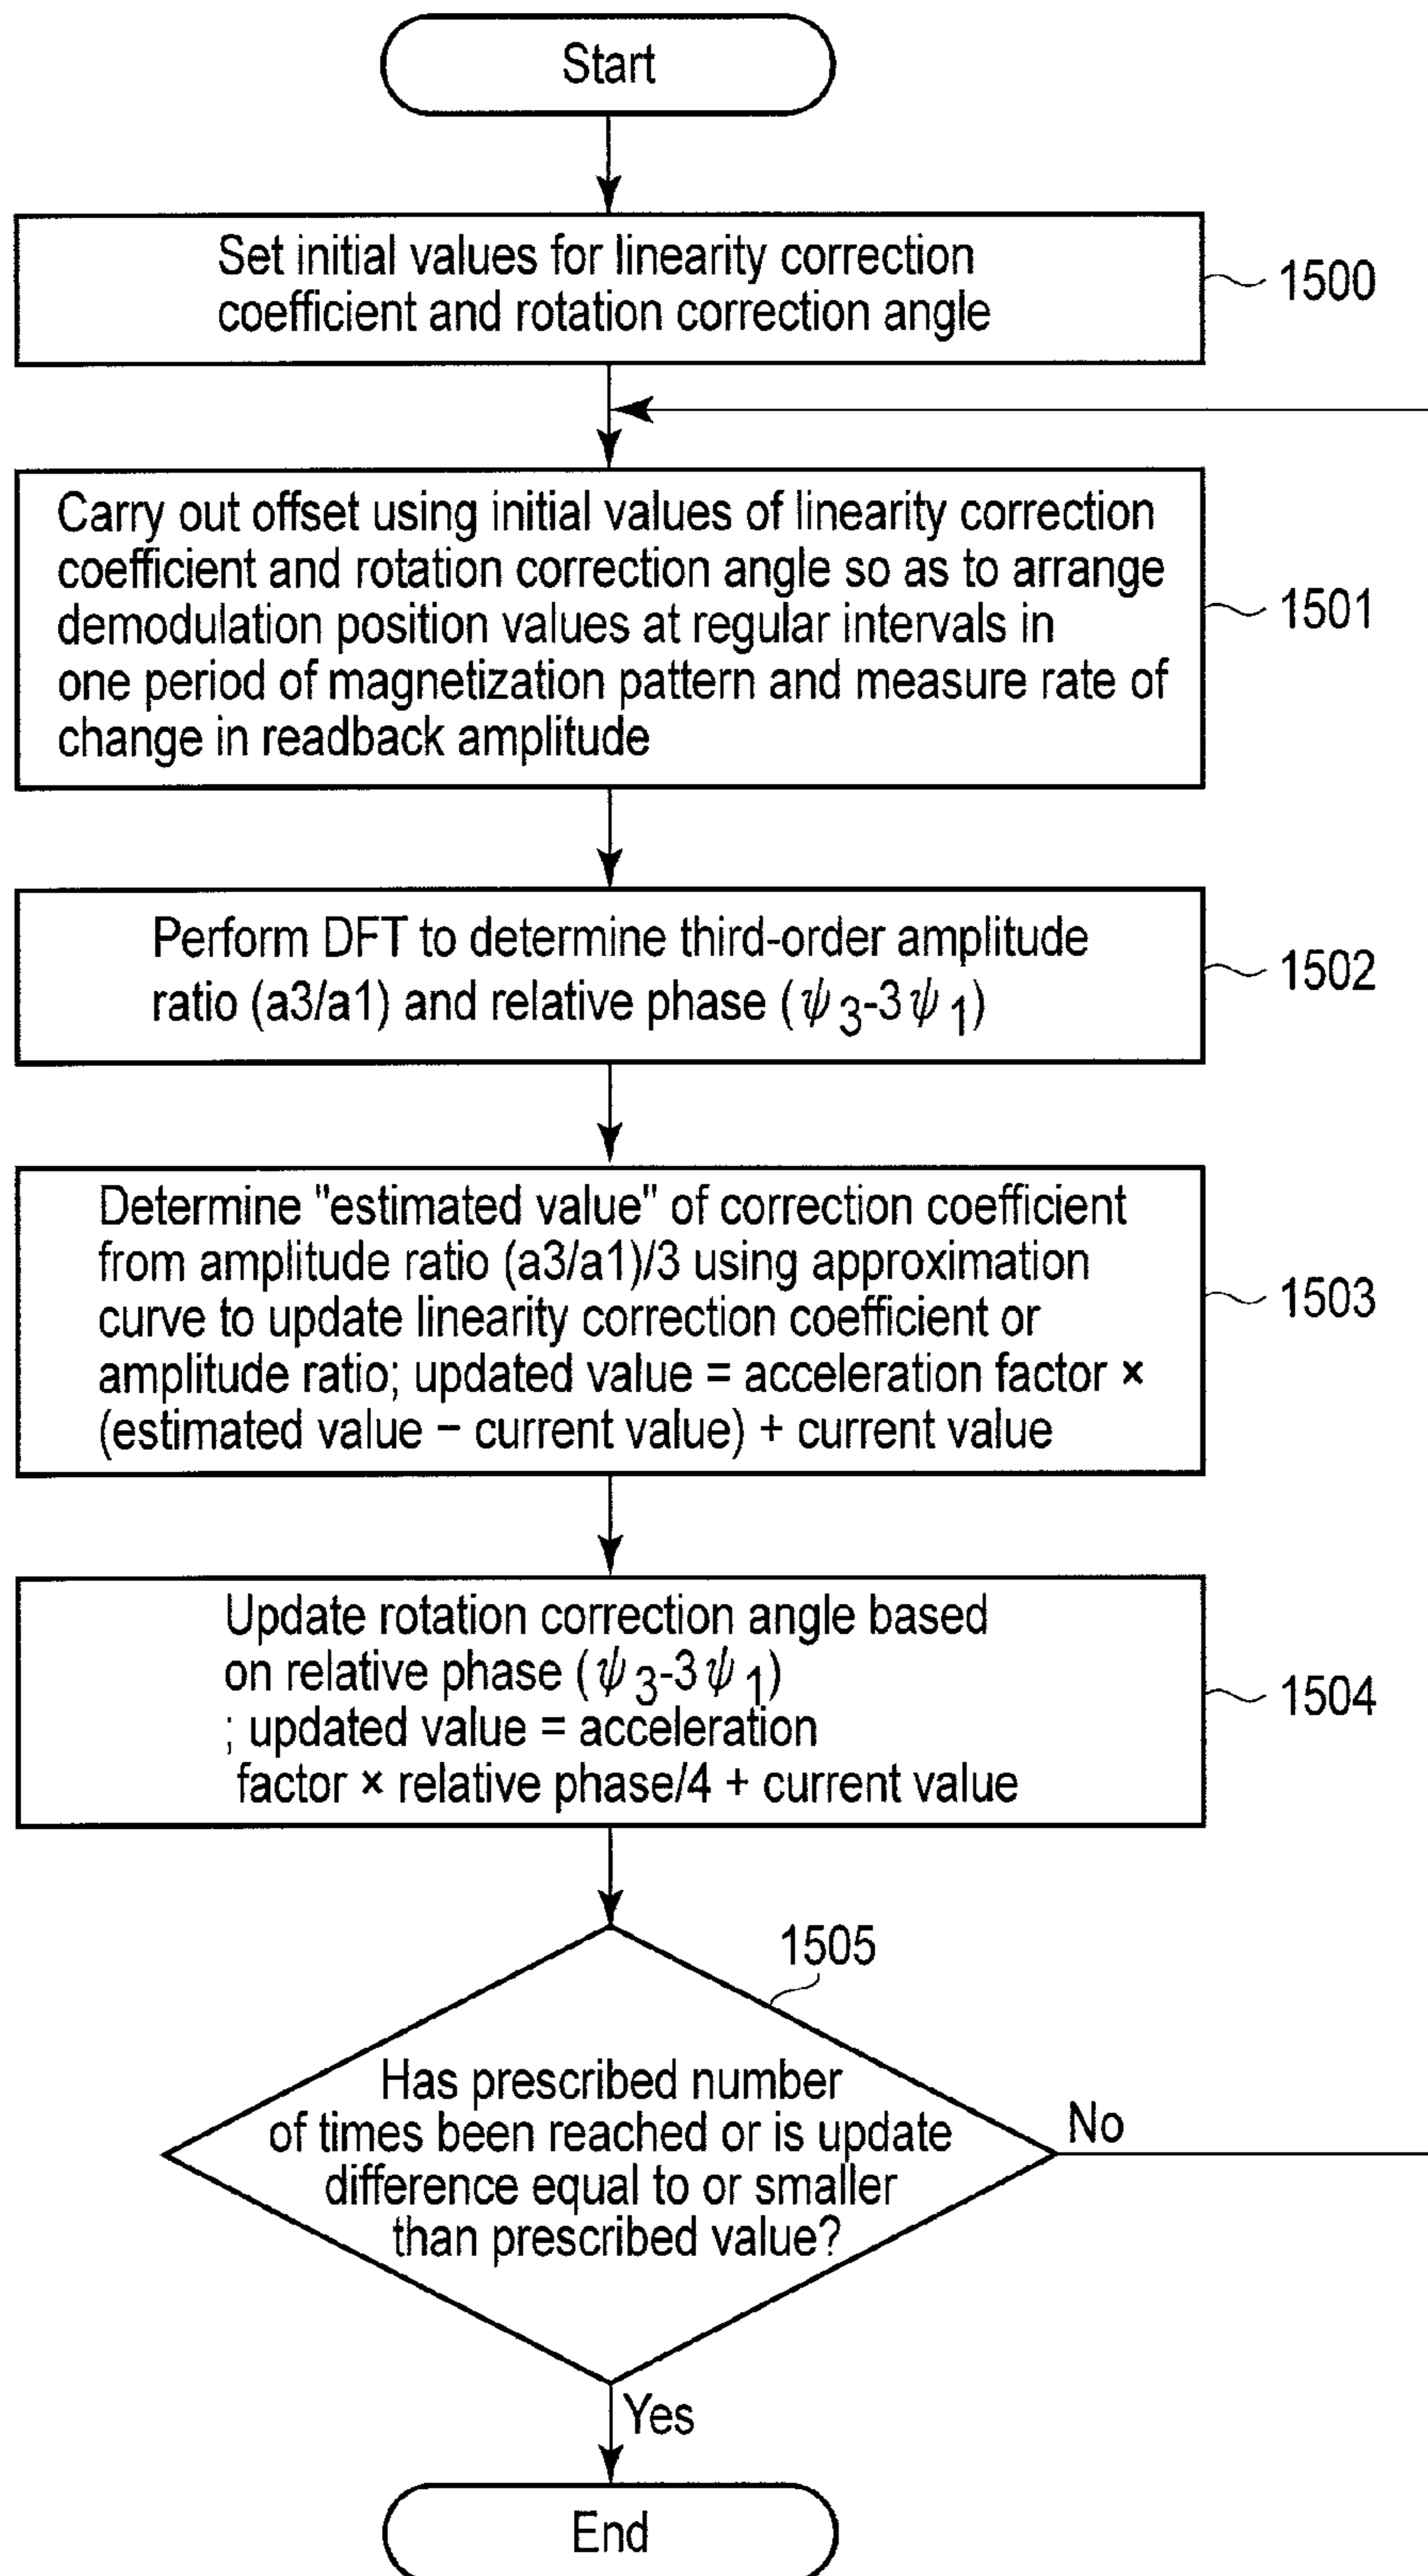 Start
Set initial values for linearity correction
coefficient and rotation correction angle
1500
Carry out offset using initial values of linearity correction
coefficient and rotation correction angle so as to arrange
demodulation position values at regular intervals in
one period of magnetization pattern and measure rate of
change in readback amplitude
1501
Perform DFT to determine third-order amplitude
ratio (a3/a1) and relative phase (ψ3-3ψ1)
1502
Determine "estimated value" of correction coefficient
from amplitude ratio (a3/a1)/3 using approximation
curve to update linearity correction coefficient or
amplitude ratio; updated value = acceleration factor ×
(estimated value − current value) + current value
1503
Update rotation correction angle based
on relative phase (ψ3-3ψ1)
; updated value = acceleration
factor × relative phase/4 + current value
1504
1505
Has prescribed number
of times been reached or is update
difference equal to or smaller
than prescribed value?
No
Yes
End